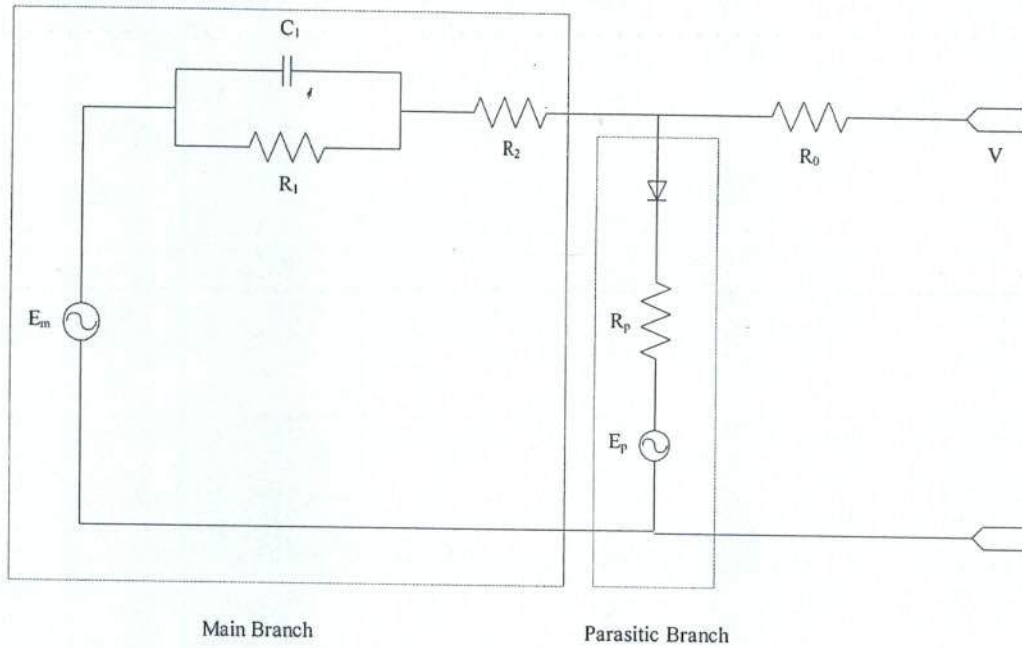 C₁
R₁
R₂
R₀
V
Eₘ
Rₚ
Eₚ
Main Branch
Parasitic Branch